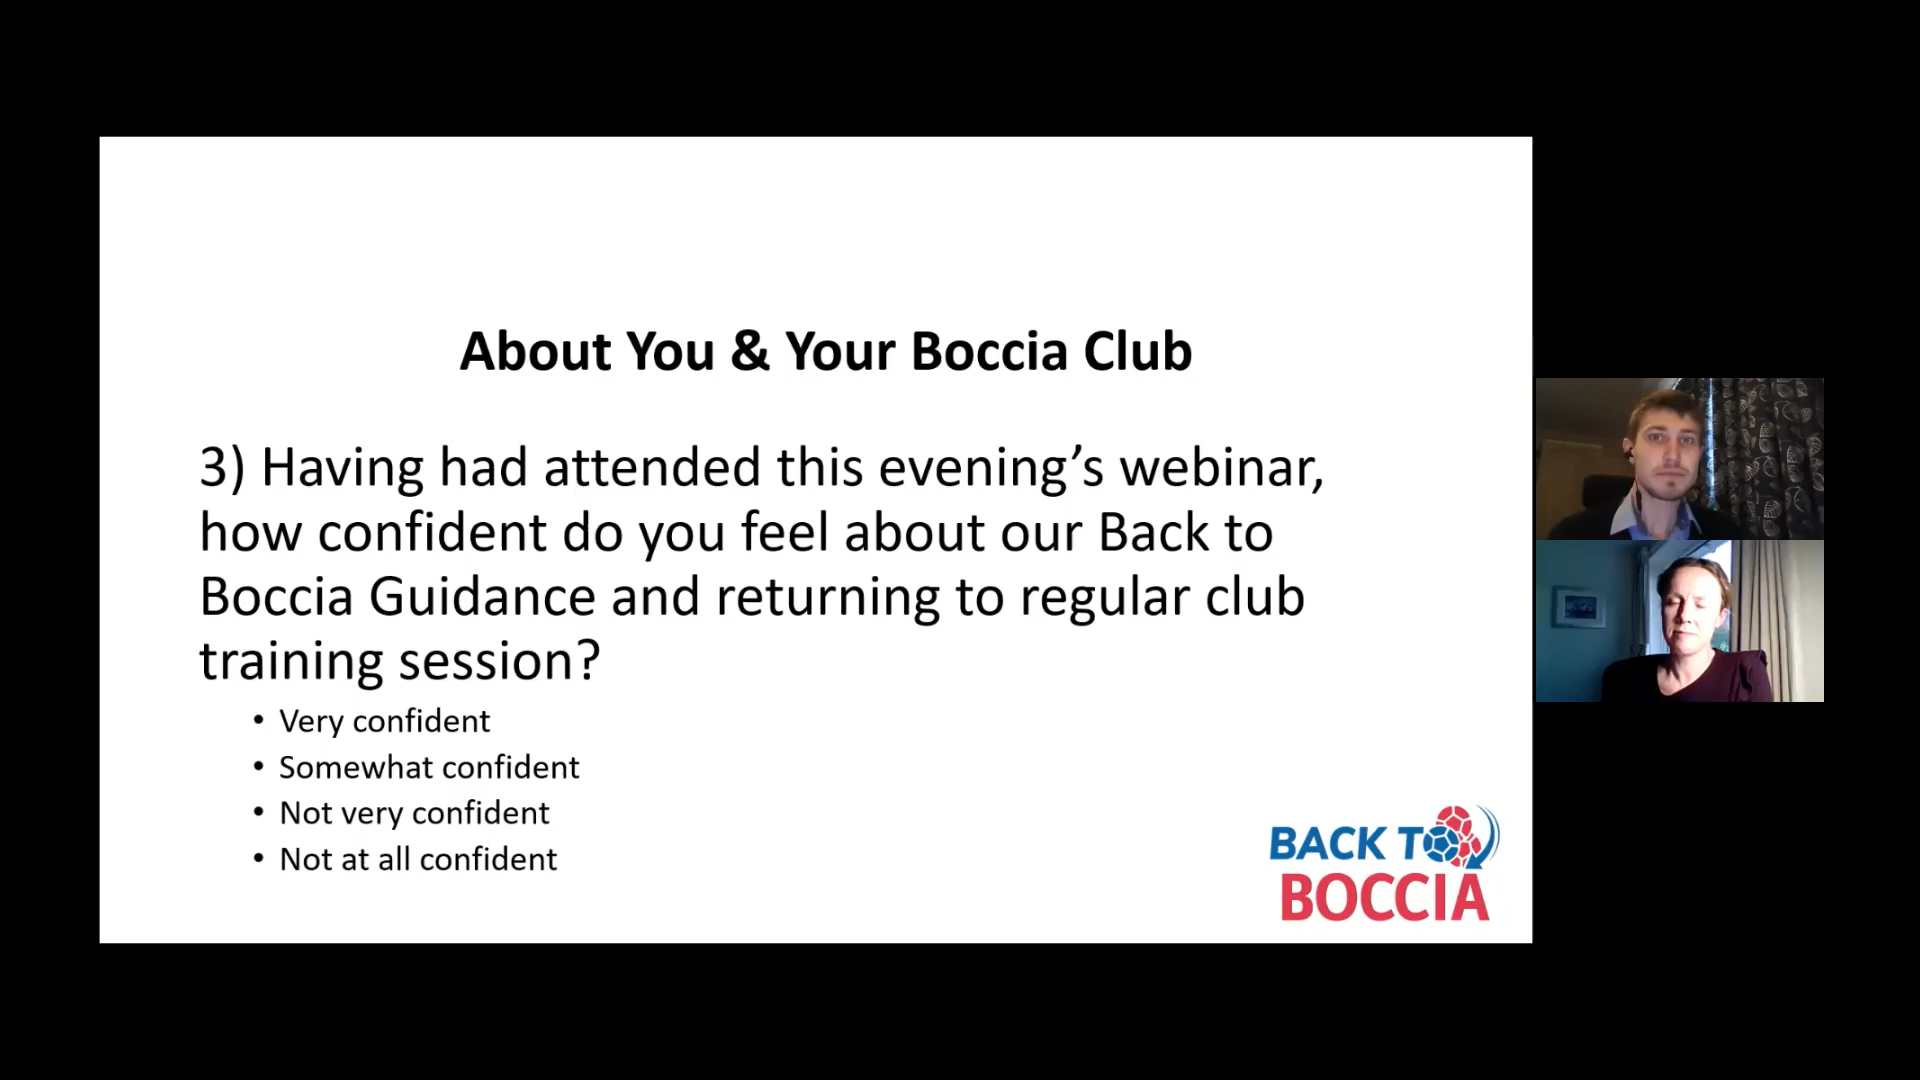 About You & Your Boccia Club
3) Having had attended this evening’s webinar,
how confident do you feel about our Back to
Boccia Guidance and returning to regular club
training session?
• Very confident
• Somewhat confident
• Not very confident
• Not at all confident
BACK TO
BOCCIA